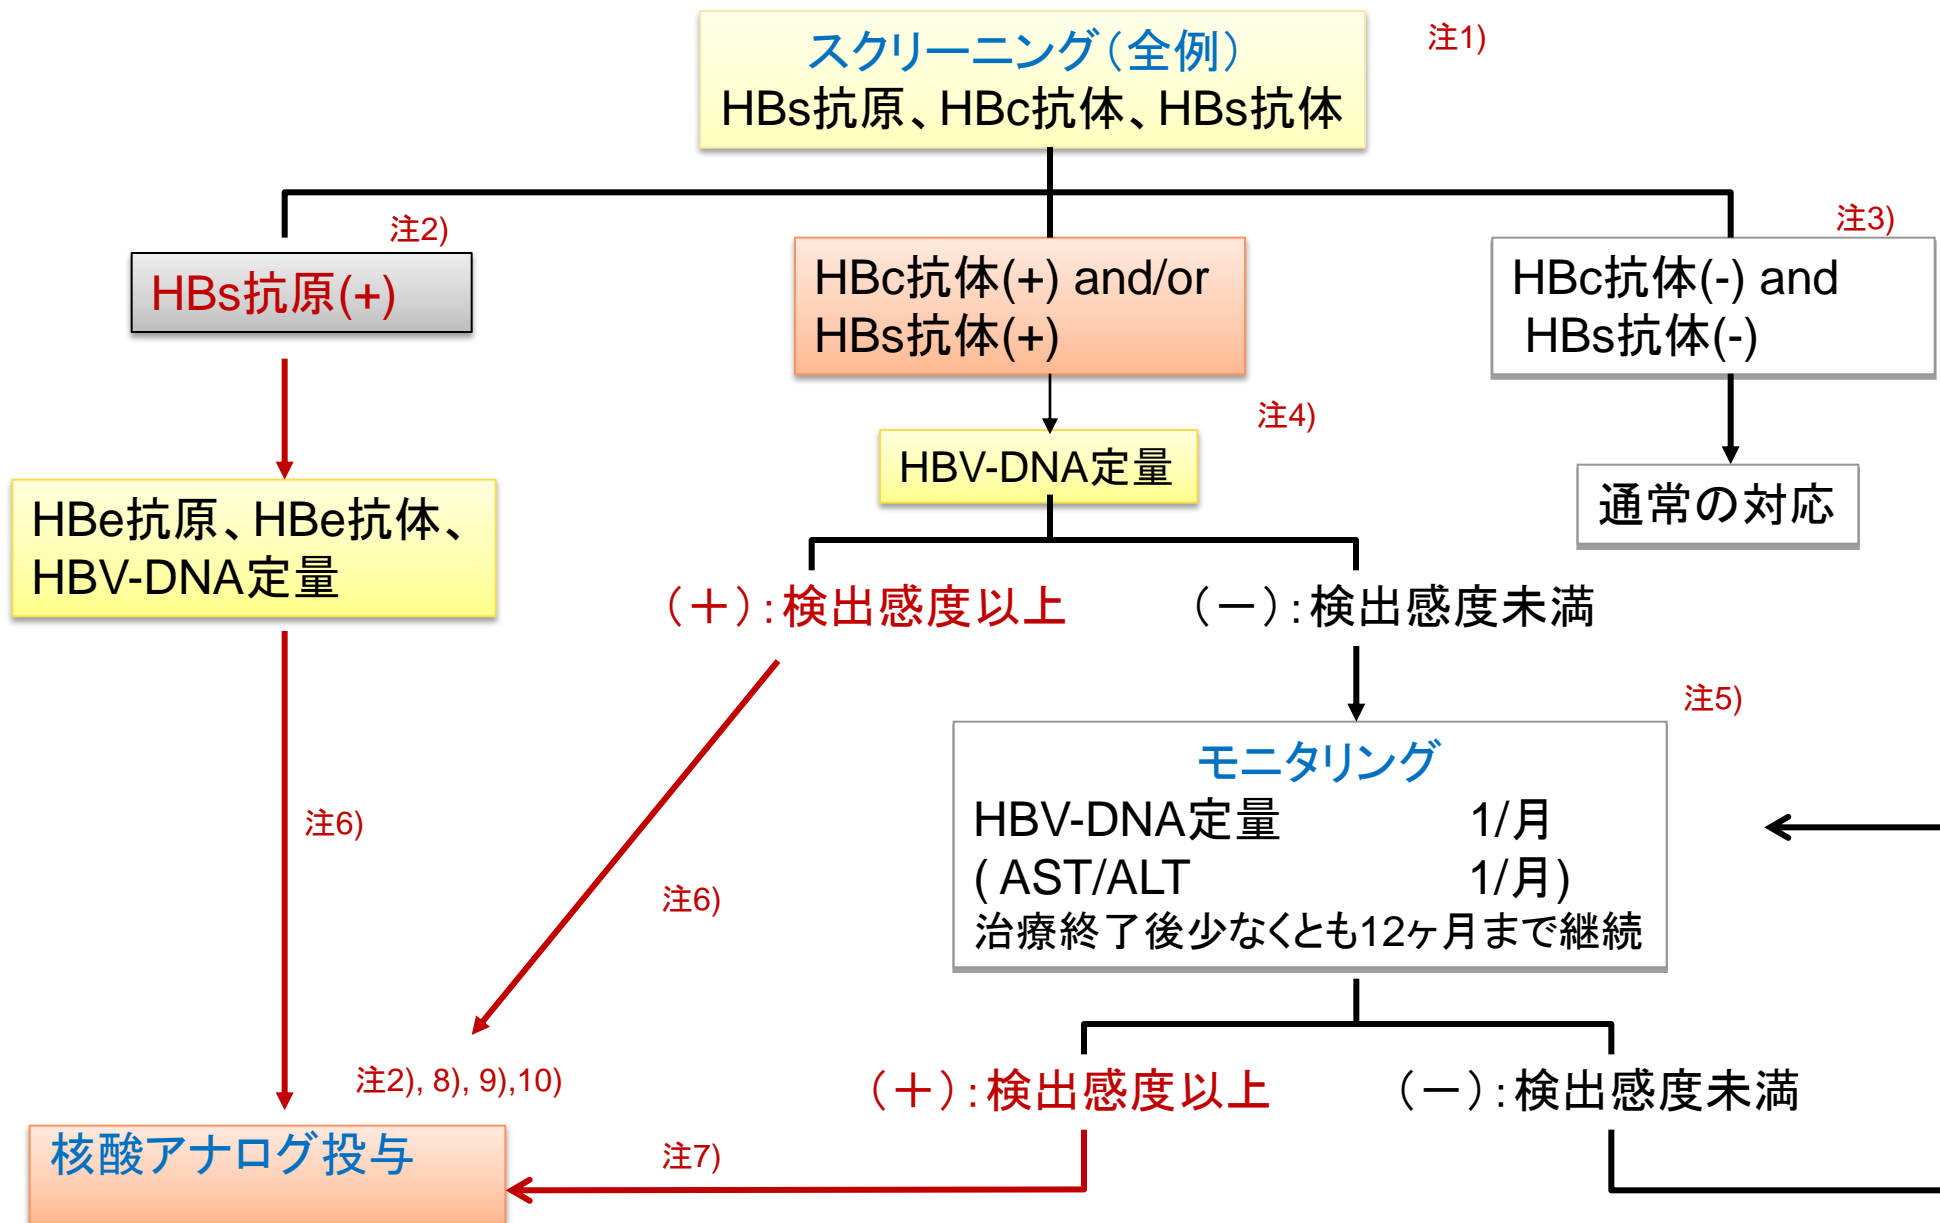 スクリーニング（全例）
HBs抗原、HBc抗体、HBs抗体
注1)
注2)
HBs抗原(+)
HBc抗体(+) and/or
HBs抗体(+)
注3)
HBc抗体(-) and
HBs抗体(-)
注4)
HBV-DNA定量
通常の対応
HBe抗原、HBe抗体、
HBV-DNA定量
（＋）：検出感度以上
（－）：検出感度未満
注5)
モニタリング
HBV-DNA定量 1/月
( AST/ALT 1/月)
治療終了後少なくとも12ヶ月まで継続
注6)
注6)
注2), 8), 9),10)
（＋）：検出感度以上
（－）：検出感度未満
核酸アナログ投与
注7)